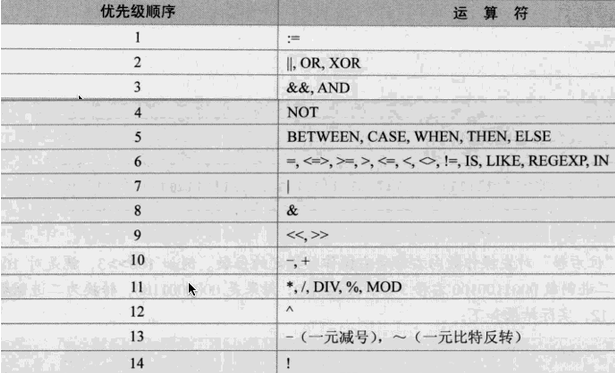 优先级顺序 运 算 符
1 :=
2 ||, OR, XOR
3 &&, AND
4 NOT
5 BETWEEN, CASE, WHEN, THEN, ELSE
6 =, <=>, >=, >, <=, <, <>, !=, IS, LIKE, REGEXP, IN
7 |
8 &
9 <<, >>
10 -, +
11 *, /, DIV, %, MOD
12 ^
13 -（一元减号），～（一元比特反转）
14 !